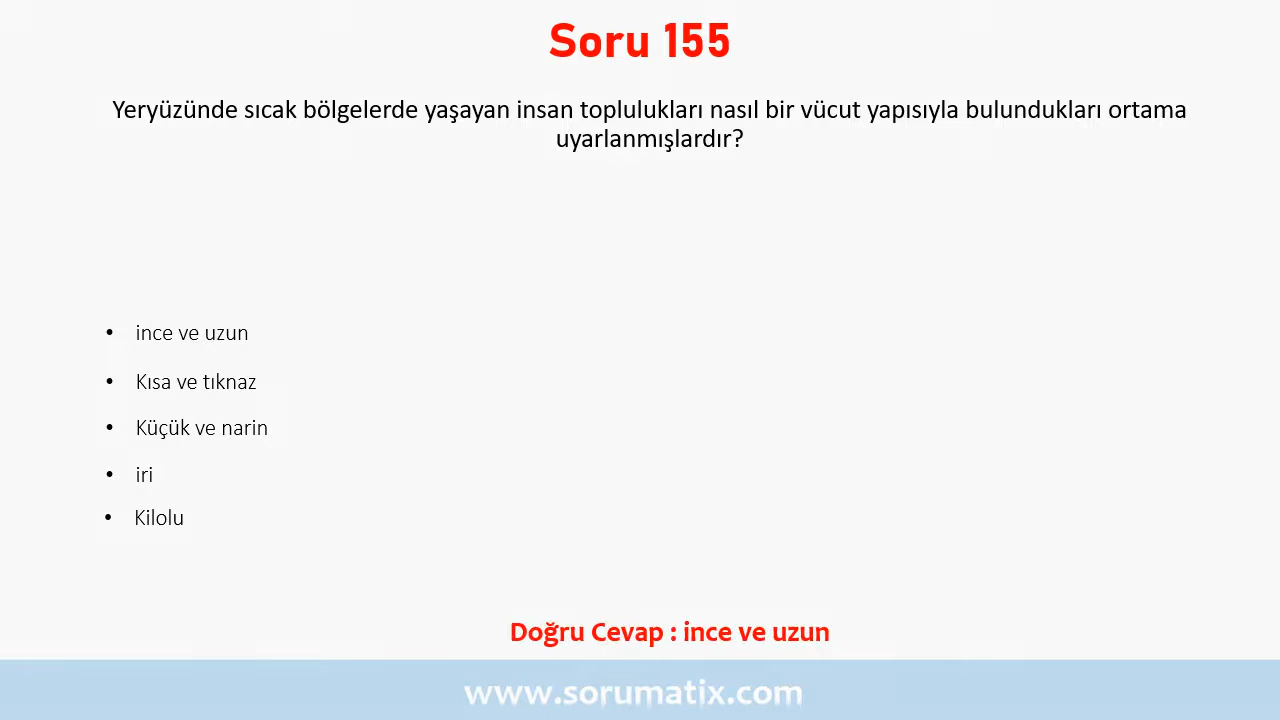 Soru 155
Yeryüzünde sıcak bölgelerde yaşayan insan toplulukları nasıl bir vücut yapısıyla bulundukları ortama
uyarlanmışlardır?
• ince ve uzun
• Kısa ve tıknaz
• Küçük ve narin
• iri
• Kilolu
Doğru Cevap : ince ve uzun
www.sorumatix.com